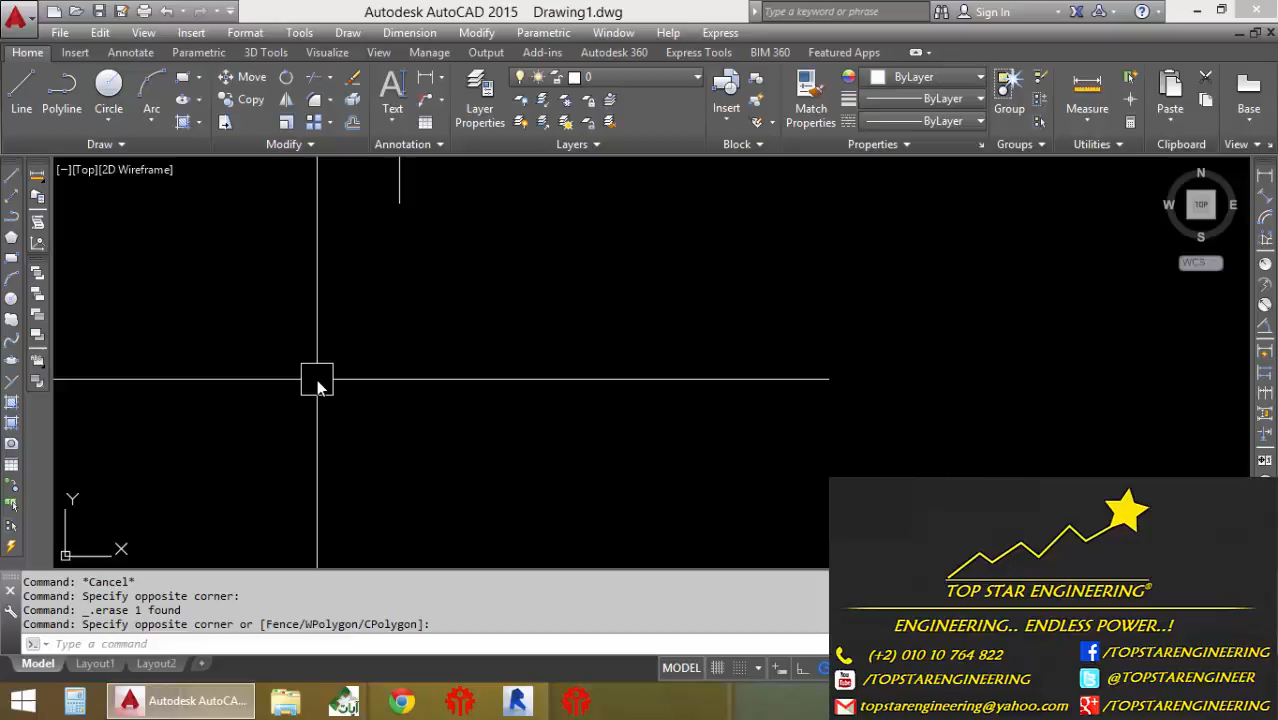 Autodesk AutoCAD 2015 Drawing1.dwg
Type a keyword or phrase
Sign In
File Edit View Insert Format Tools Draw Dimension Modify Parametric Window Help Express
Home Insert Annotate Parametric 3D Tools Visualize View Manage Output Add-ins Autodesk 360 Express Tools BIM 360 Featured Apps
Line Polyline Circle Arc
Move
Copy
Text
Layer Properties
0
Insert
Match Properties
ByLayer
ByLayer
ByLayer
Group
Measure
Paste
Base
Draw Modify Annotation Layers Block Properties Groups Utilities Clipboard View
[−][Top][2D Wireframe]
N
W TOP E
S
WCS
Y
X
Command: *Cancel*
Command: Specify opposite corner:
Command: _.erase 1 found
Command: Specify opposite corner or [Fence/WPolygon/CPolygon]:
Type a command
Model Layout1 Layout2 +
MODEL
Autodesk AutoCA...
TOP STAR ENGINEERING®
ENGINEERING.. ENDLESS POWER..!
(+2) 010 10 764 822
/TOPSTARENGINEERING
/TOPSTARENGINEERING
@TOPSTARENGINEER
topstarengineering@yahoo.com
/TOPSTARENGINEERING